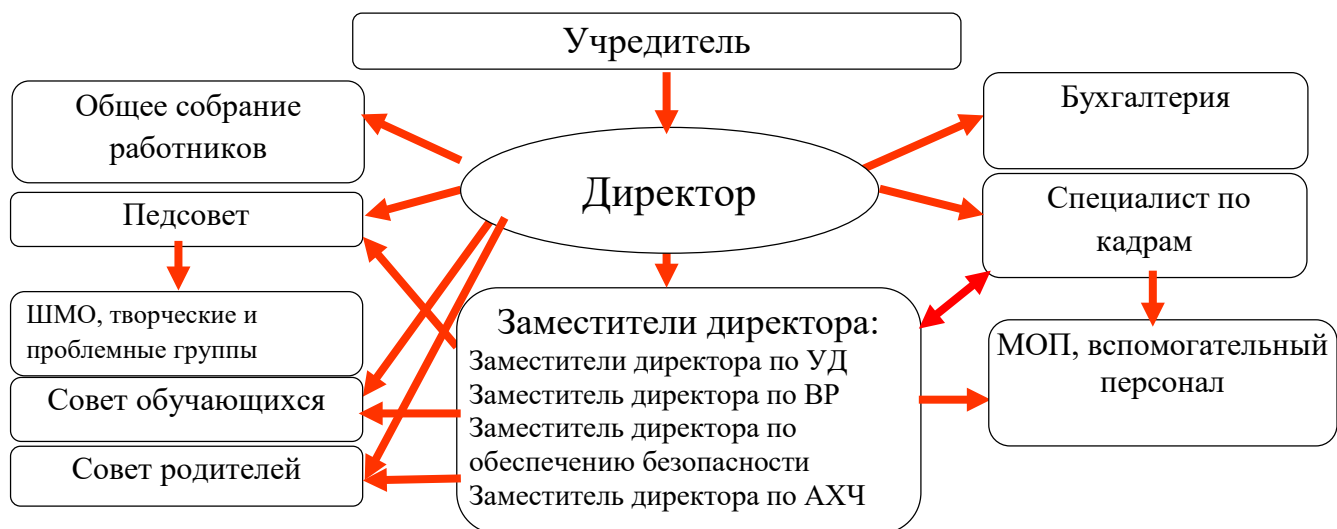 Учредитель
Общее собрание
работников
Бухгалтерия
Директор
Педсовет
Специалист по
кадрам
ШМО, творческие и
проблемные группы
Заместители директора:
Заместители директора по УД
Заместитель директора по ВР
Заместитель директора по
обеспечению безопасности
Заместитель директора по АХЧ
МОП, вспомогательный
персонал
Совет обучающихся
Совет родителей